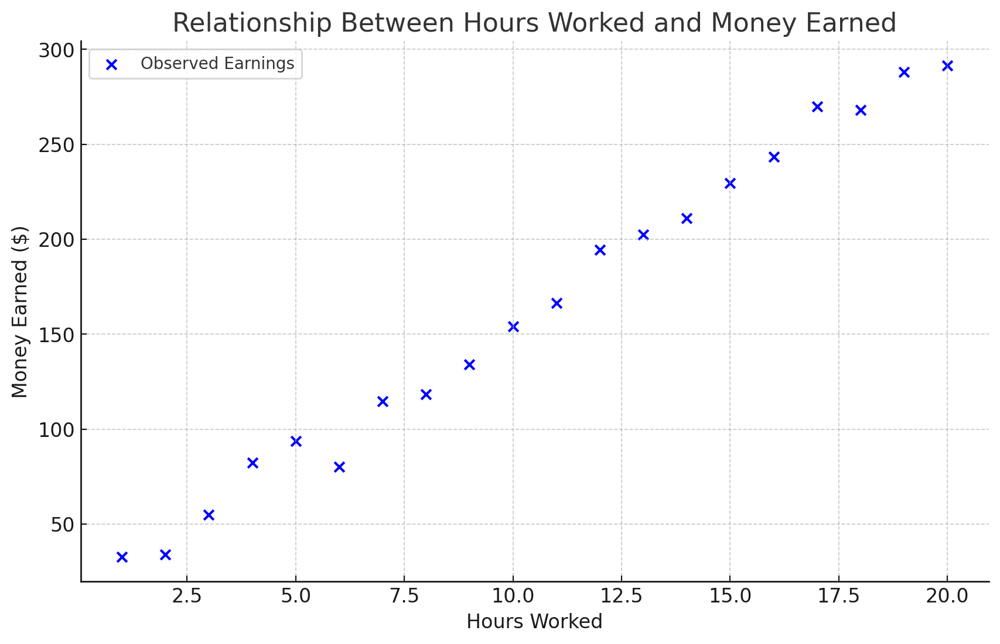 Relationship Between Hours Worked and Money Earned
Observed Earnings
Money Earned ($)
300
250
200
150
100
50
2.5 5.0 7.5 10.0 12.5 15.0 17.5 20.0
Hours Worked